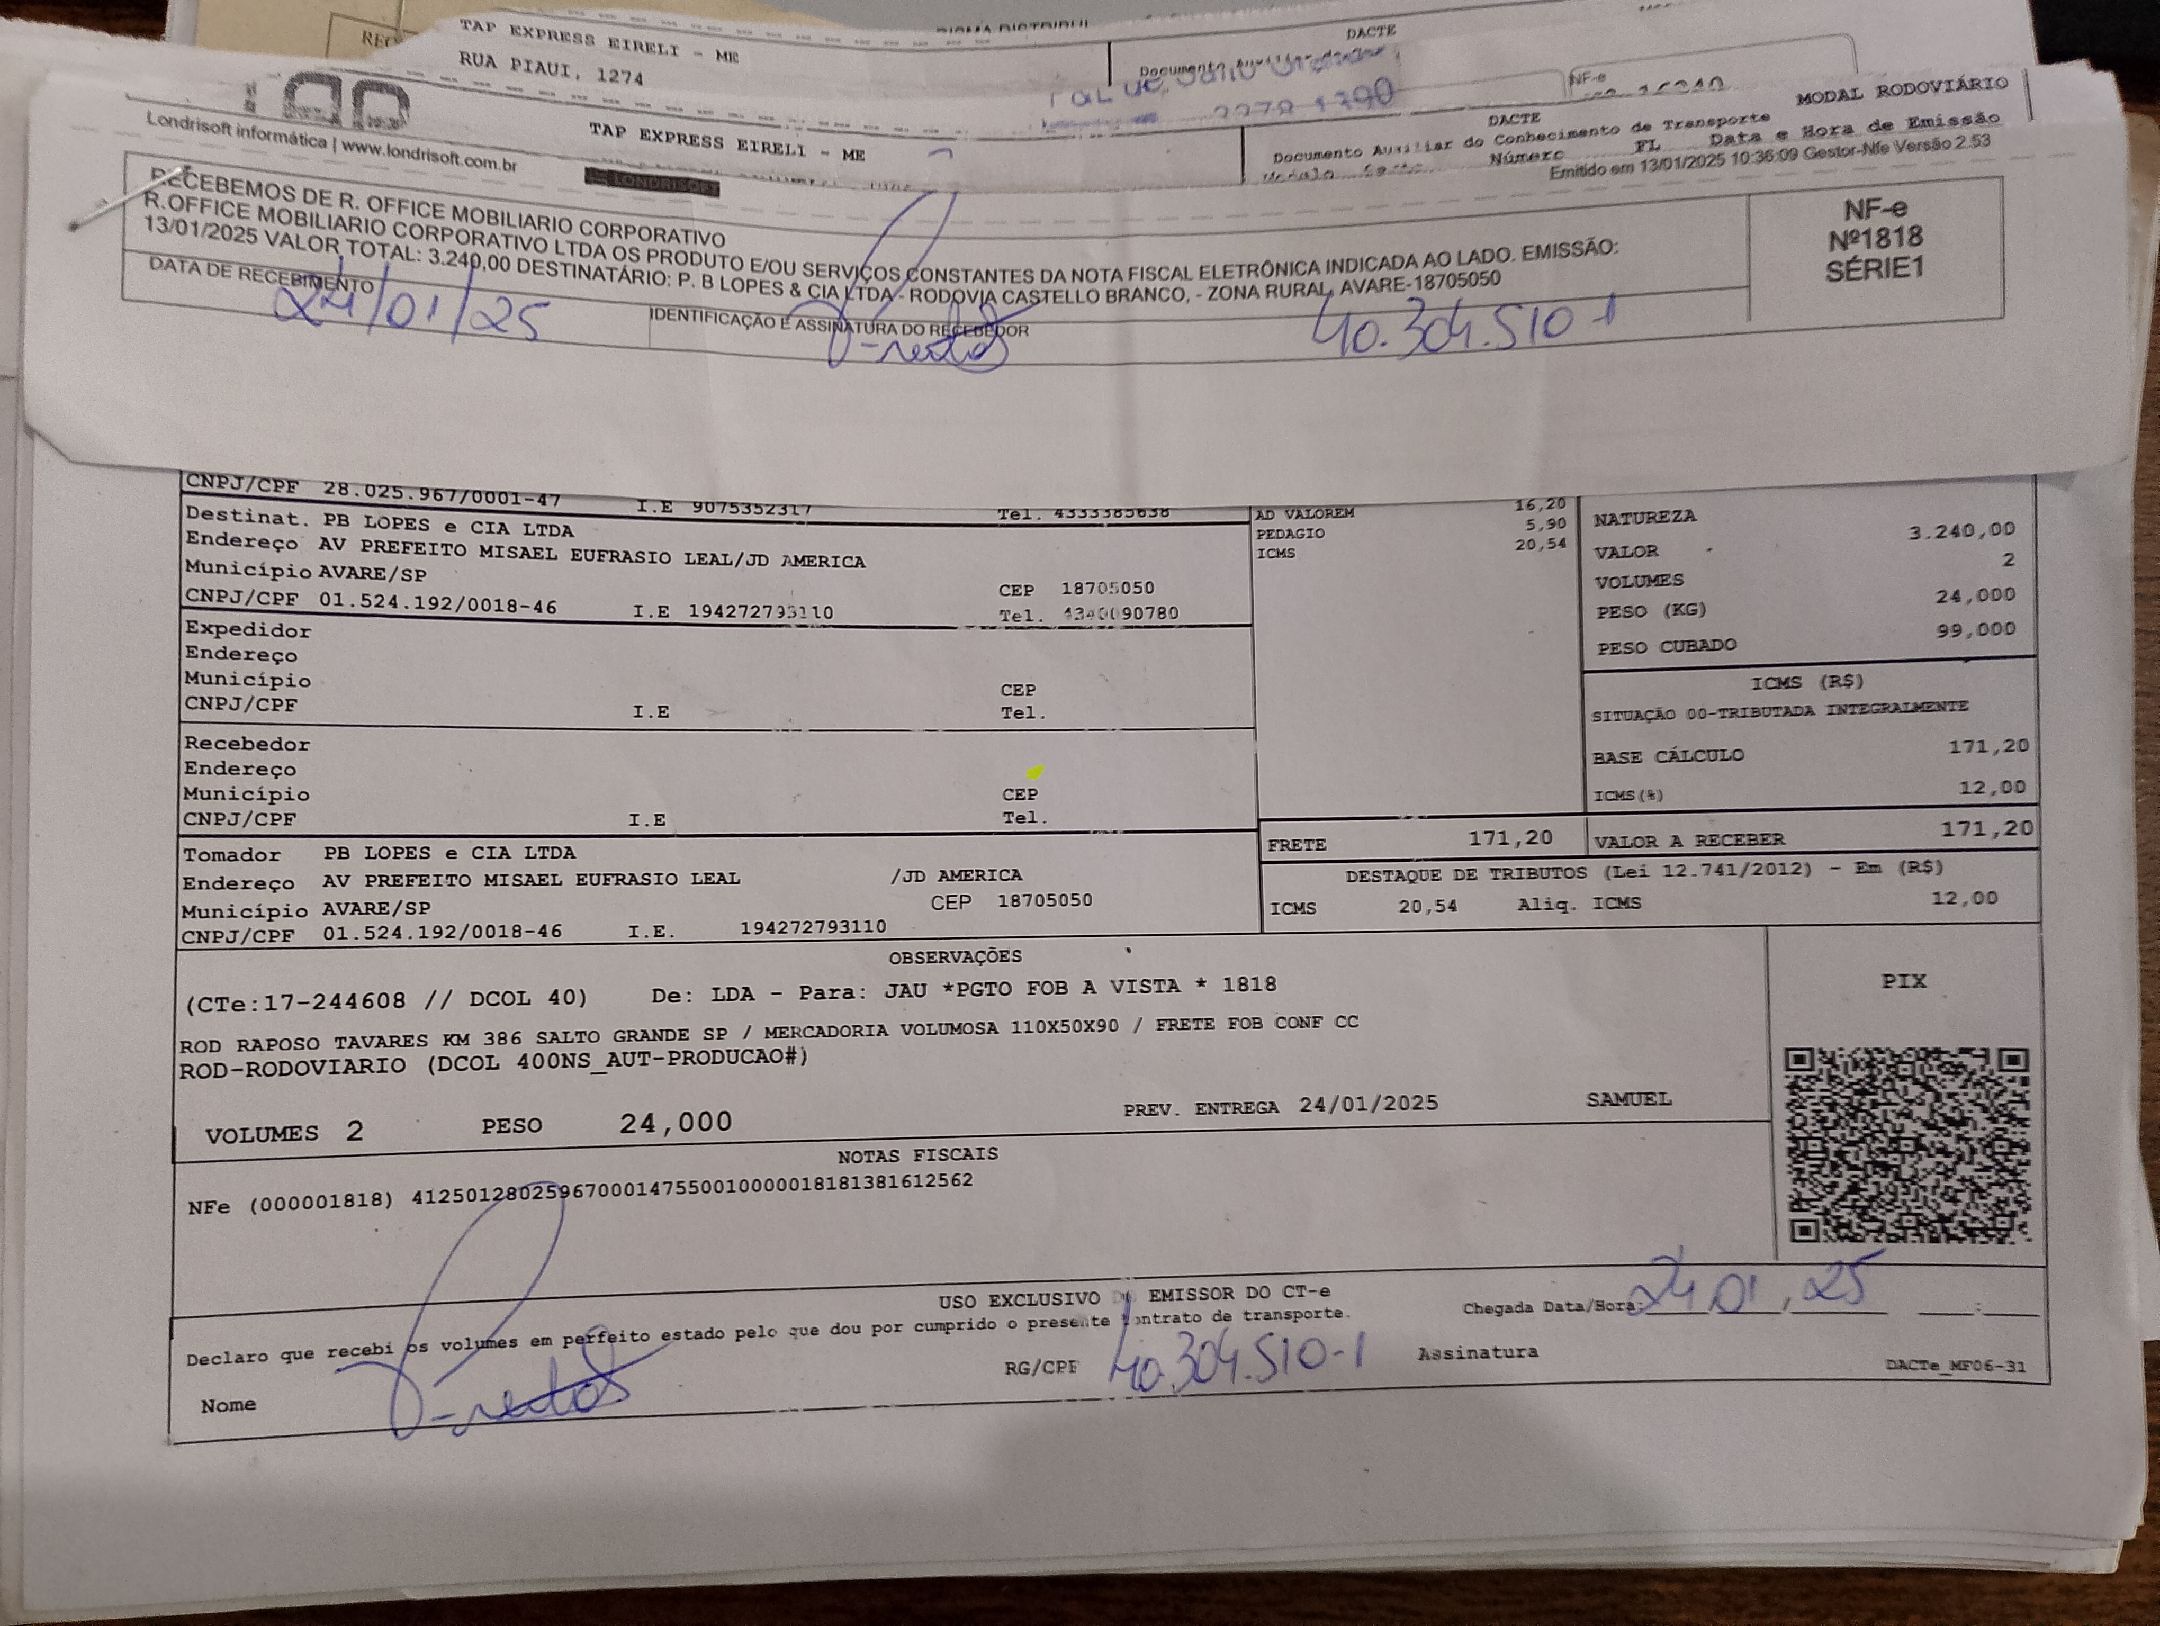 TAP EXPRESS EIRELI - ME
RUA PIAUI, 1274
DACTE
NF-e
Londrisoft informática | www.londrisoft.com.br
TAP EXPRESS EIRELI - ME
LONDRISOFT
DACTE
MODAL RODOVIÁRIO
Documento Auxiliar do Conhecimento de Transporte
Número FL Data e Hora de Emissão
Emitido em 13/01/2025 10:36:09 Gestor-Nfe Versão 2.53
RECEBEMOS DE R. OFFICE MOBILIARIO CORPORATIVO
R.OFFICE MOBILIARIO CORPORATIVO LTDA OS PRODUTO E/OU SERVIÇOS CONSTANTES DA NOTA FISCAL ELETRÔNICA INDICADA AO LADO. EMISSÃO:
13/01/2025 VALOR TOTAL: 3.240,00 DESTINATÁRIO: P. B LOPES & CIA LTDA - RODOVIA CASTELLO BRANCO, - ZONA RURAL, AVARE-18705050
NF-e
Nº1818
SÉRIE1
DATA DE RECEBIMENTO
24/01/25
IDENTIFICAÇÃO E ASSINATURA DO RECEBEDOR
40.304.510-1
CNPJ/CPF 28.025.967/0001-47 I.E 9075352317 Tel. 4333385638
Destinat. PB LOPES e CIA LTDA
Endereço AV PREFEITO MISAEL EUFRASIO LEAL/JD AMERICA
Município AVARE/SP CEP 18705050
CNPJ/CPF 01.524.192/0018-46 I.E 194272793110 Tel.
Expedidor
Endereço
Município CEP
CNPJ/CPF I.E Tel.
Recebedor
Endereço
Município CEP
CNPJ/CPF I.E Tel.
Tomador PB LOPES e CIA LTDA
Endereço AV PREFEITO MISAEL EUFRASIO LEAL /JD AMERICA
Município AVARE/SP CEP 18705050
CNPJ/CPF 01.524.192/0018-46 I.E. 194272793110
AD VALOREM 16,20
PEDAGIO 5,90
ICMS 20,54
NATUREZA
VALOR 3.240,00
VOLUMES 2
PESO (KG) 24,000
PESO CUBADO 99,000
ICMS (R$)
SITUAÇÃO 00-TRIBUTADA INTEGRALMENTE
BASE CÁLCULO 171,20
ICMS(%) 12,00
FRETE 171,20 VALOR A RECEBER 171,20
DESTAQUE DE TRIBUTOS (Lei 12.741/2012) - Em (R$)
ICMS 20,54 Aliq. ICMS 12,00
OBSERVAÇÕES
(CTe:17-244608 // DCOL 40) De: LDA - Para: JAU *PGTO FOB A VISTA * 1818
ROD RAPOSO TAVARES KM 386 SALTO GRANDE SP / MERCADORIA VOLUMOSA 110X50X90 / FRETE FOB CONF CC
ROD-RODOVIARIO (DCOL 400NS_AUT-PRODUCAO#)
VOLUMES 2 PESO 24,000 PREV. ENTREGA 24/01/2025 SAMUEL
PIX
NOTAS FISCAIS
NFe (000001818) 41250128025967000147550010000018181381612562
USO EXCLUSIVO DO EMISSOR DO CT-e
Declaro que recebi os volumes em perfeito estado pelo que dou por cumprido o presente contrato de transporte.
Chegada Data/Hora: 24 01, 25 :
Nome RG/CPF 40.304.510-1 Assinatura
DACTe_MF06-31